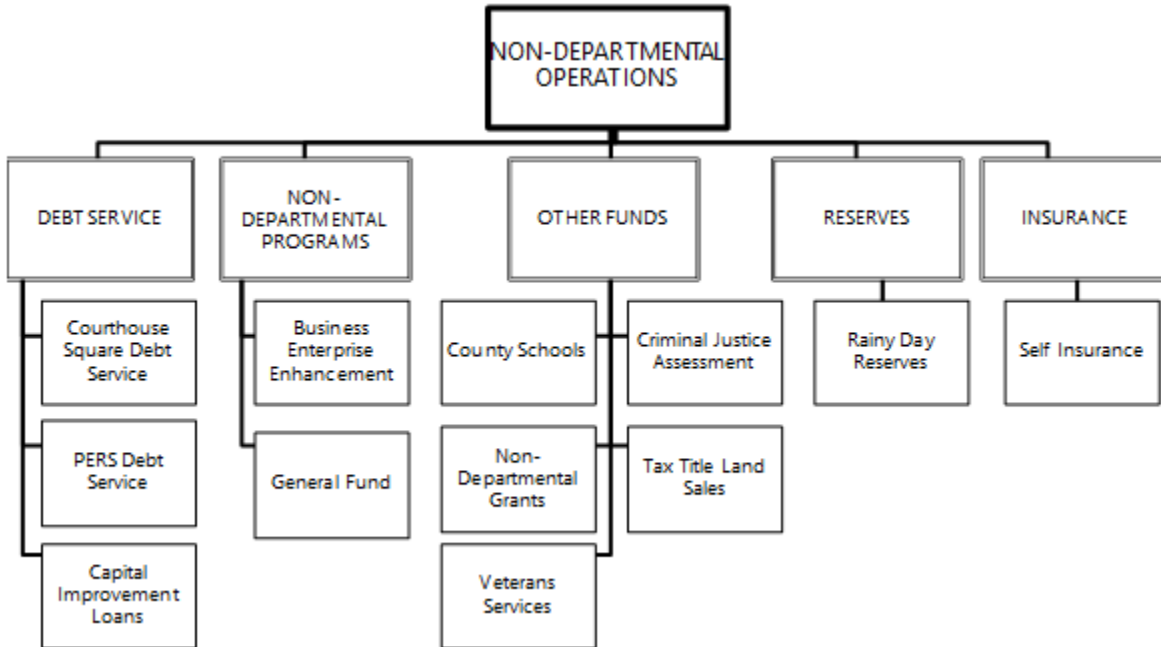 NON-DEPARTMENTAL
OPERATIONS
DEBT SERVICE
NON-
DEPARTMENTAL
PROGRAMS
OTHER FUNDS
RESERVES
INSURANCE
Courthouse
Square Debt
Service
Business
Enterprise
Enhancement
County Schools
Criminal Justice
Assessment
Rainy Day
Reserves
Self Insurance
PERS Debt
Service
General Fund
Non-
Departmental
Grants
Tax Title Land
Sales
Capital
Improvement
Loans
Veterans
Services